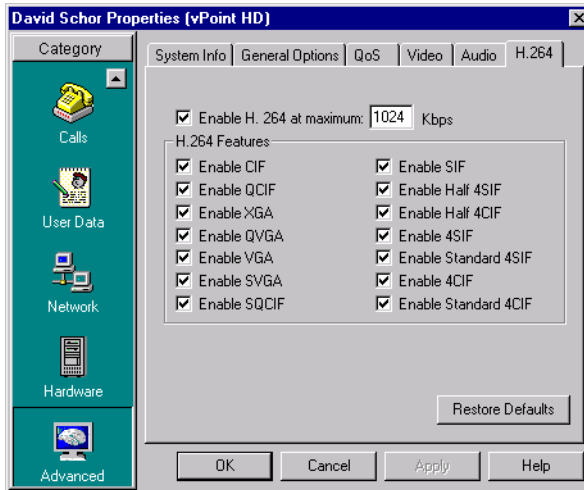 David Schor Properties (vPoint HD)
Category
Calls
User Data
Network
Hardware
Advanced
System Info General Options QoS Video Audio H.264
Enable H. 264 at maximum: 1024 Kbps
H.264 Features
Enable CIF
Enable QCIF
Enable XGA
Enable QVGA
Enable VGA
Enable SVGA
Enable SQCIF
Enable SIF
Enable Half 4SIF
Enable Half 4CIF
Enable 4SIF
Enable Standard 4SIF
Enable 4CIF
Enable Standard 4CIF
Restore Defaults
OK Cancel Apply Help